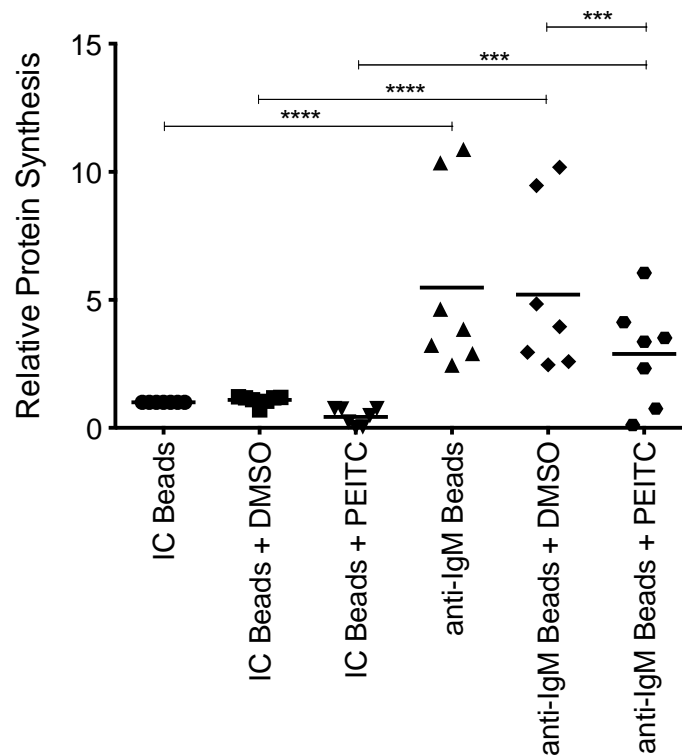 ***
***
****
****
15
10
5
0
Relative Protein Synthesis
IC Beads
IC Beads + DMSO
IC Beads + PEITC
anti-IgM Beads
anti-IgM Beads + DMSO
anti-IgM Beads + PEITC